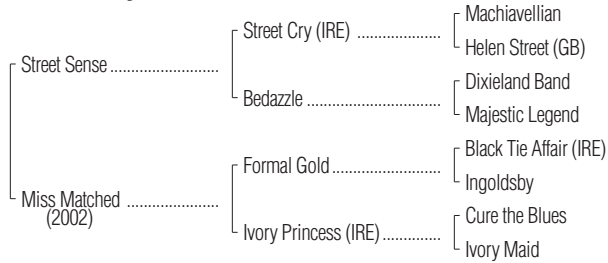 Machiavellian
Street Cry (IRE) ..................
Helen Street (GB)
Street Sense .......................
Dixieland Band
Bedazzle .............................
Majestic Legend
Black Tie Affair (IRE)
Formal Gold ........................
Ingoldsby
Miss Matched ...................
(2002)
Cure the Blues
Ivory Princess (IRE) ..............
Ivory Maid